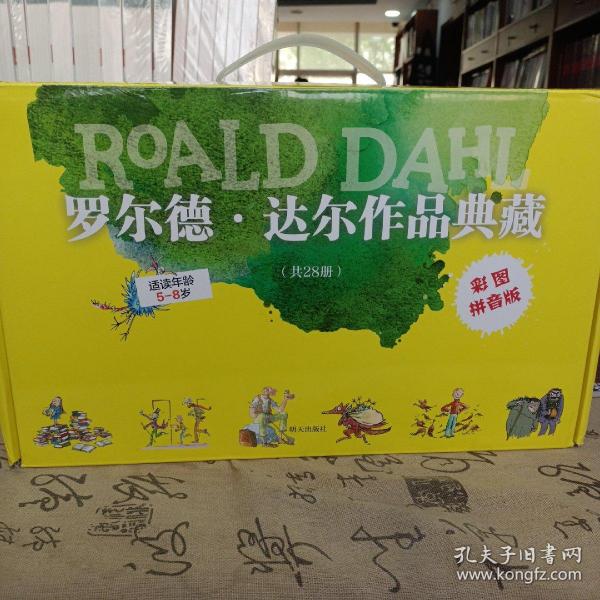 ROALD DAHL
罗尔德·达尔作品典藏
（共28册）
适读年龄
5-8岁
彩图
拼音版
明天出版社
孔夫子旧书网
www.kongfz.com